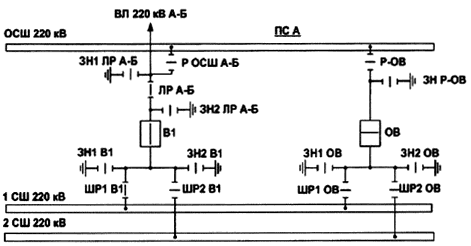 ВЛ 220 кВ А-Б
ОСШ 220 кВ
ПС А
ЗН1 ЛР А-Б
Р ОСШ А-Б
Р-ОВ
ЛР А-Б
ЗН Р-ОВ
ЗН2 ЛР А-Б
В1
ОВ
ЗН1 В1
ЗН2 В1
ЗН1 ОВ
ЗН2 ОВ
ШР1 В1
ШР2 В1
ШР1 ОВ
ШР2 ОВ
1 СШ 220 кВ
2 СШ 220 кВ